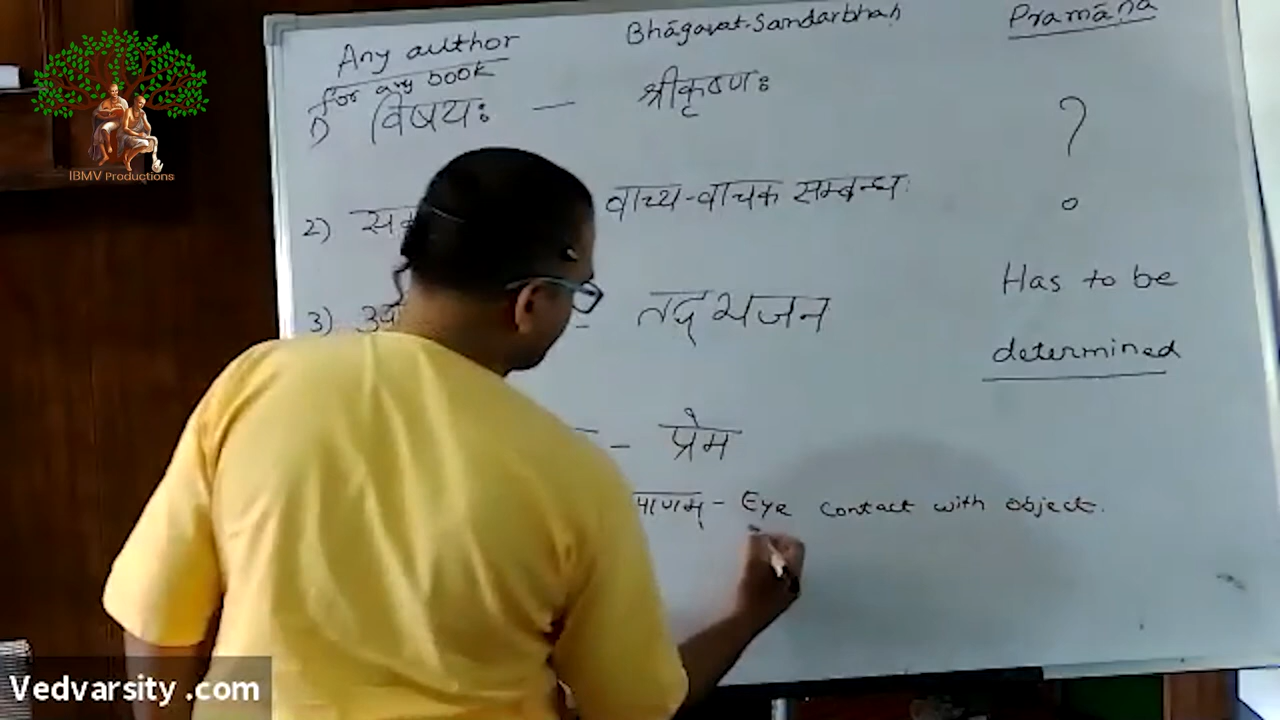 Any author
for any book
Bhāgavat-Sandarbhaḥ
Pramāṇa
1) विषयः — श्रीकृष्णः
?
2) वाच्य-वाचक सम्बन्धः
Has to be
determined
3) - तद् भजन
- प्रेम
माणम् - Eye contact with object.
IBMV Productions
Vedvarsity .com